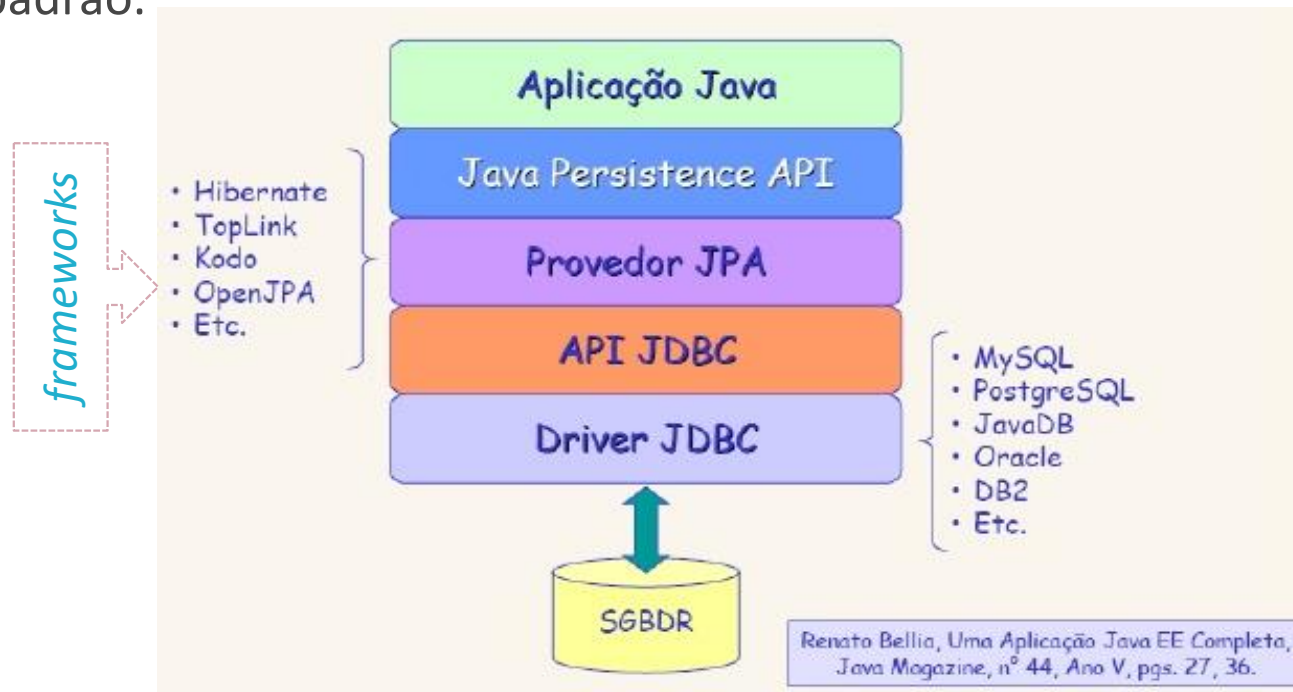 padrão.
Aplicação Java
Java Persistence API
Provedor JPA
API JDBC
Driver JDBC
SGBDR
frameworks
• Hibernate
• TopLink
• Kodo
• OpenJPA
• Etc.
• MySQL
• PostgreSQL
• JavaDB
• Oracle
• DB2
• Etc.
Renato Bellia, Uma Aplicação Java EE Completa,
Java Magazine, nº 44, Ano V, pgs. 27, 36.